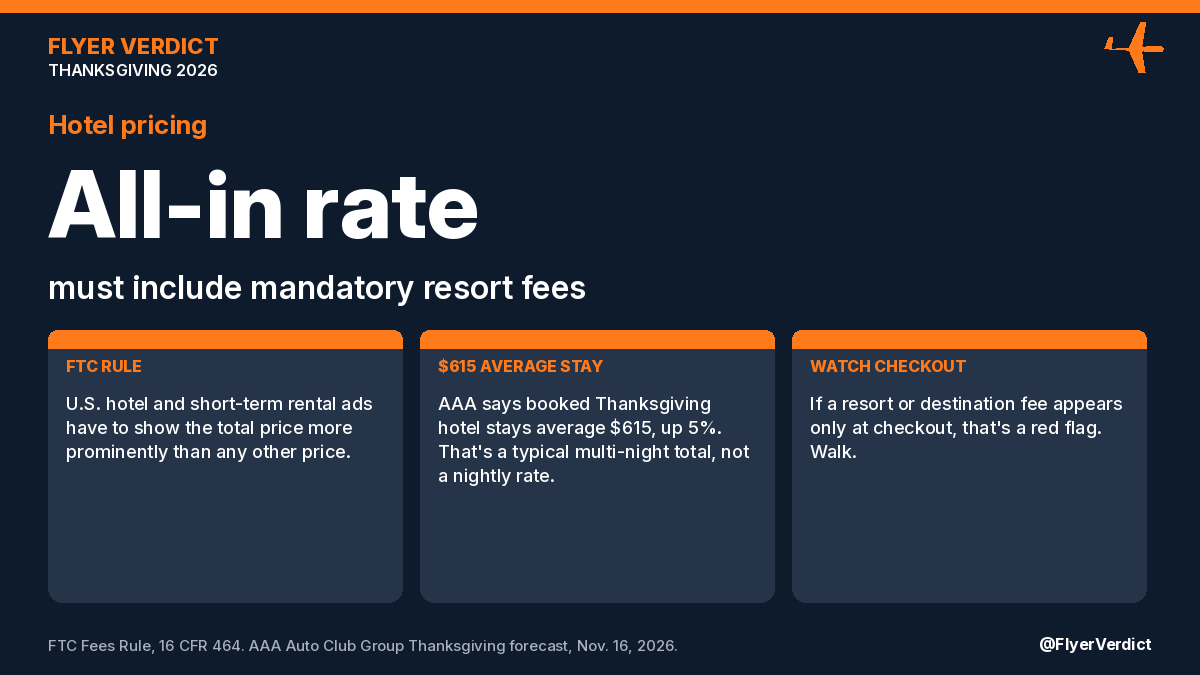 FLYER VERDICT
THANKSGIVING 2026
Hotel pricing
All-in rate
must include mandatory resort fees
FTC RULE
U.S. hotel and short-term rental ads
have to show the total price more
prominently than any other price.
$615 AVERAGE STAY
AAA says booked Thanksgiving
hotel stays average $615, up 5%.
That's a typical multi-night total, not
a nightly rate.
WATCH CHECKOUT
If a resort or destination fee appears
only at checkout, that's a red flag.
Walk.
FTC Fees Rule, 16 CFR 464. AAA Auto Club Group Thanksgiving forecast, Nov. 16, 2026.
@FlyerVerdict